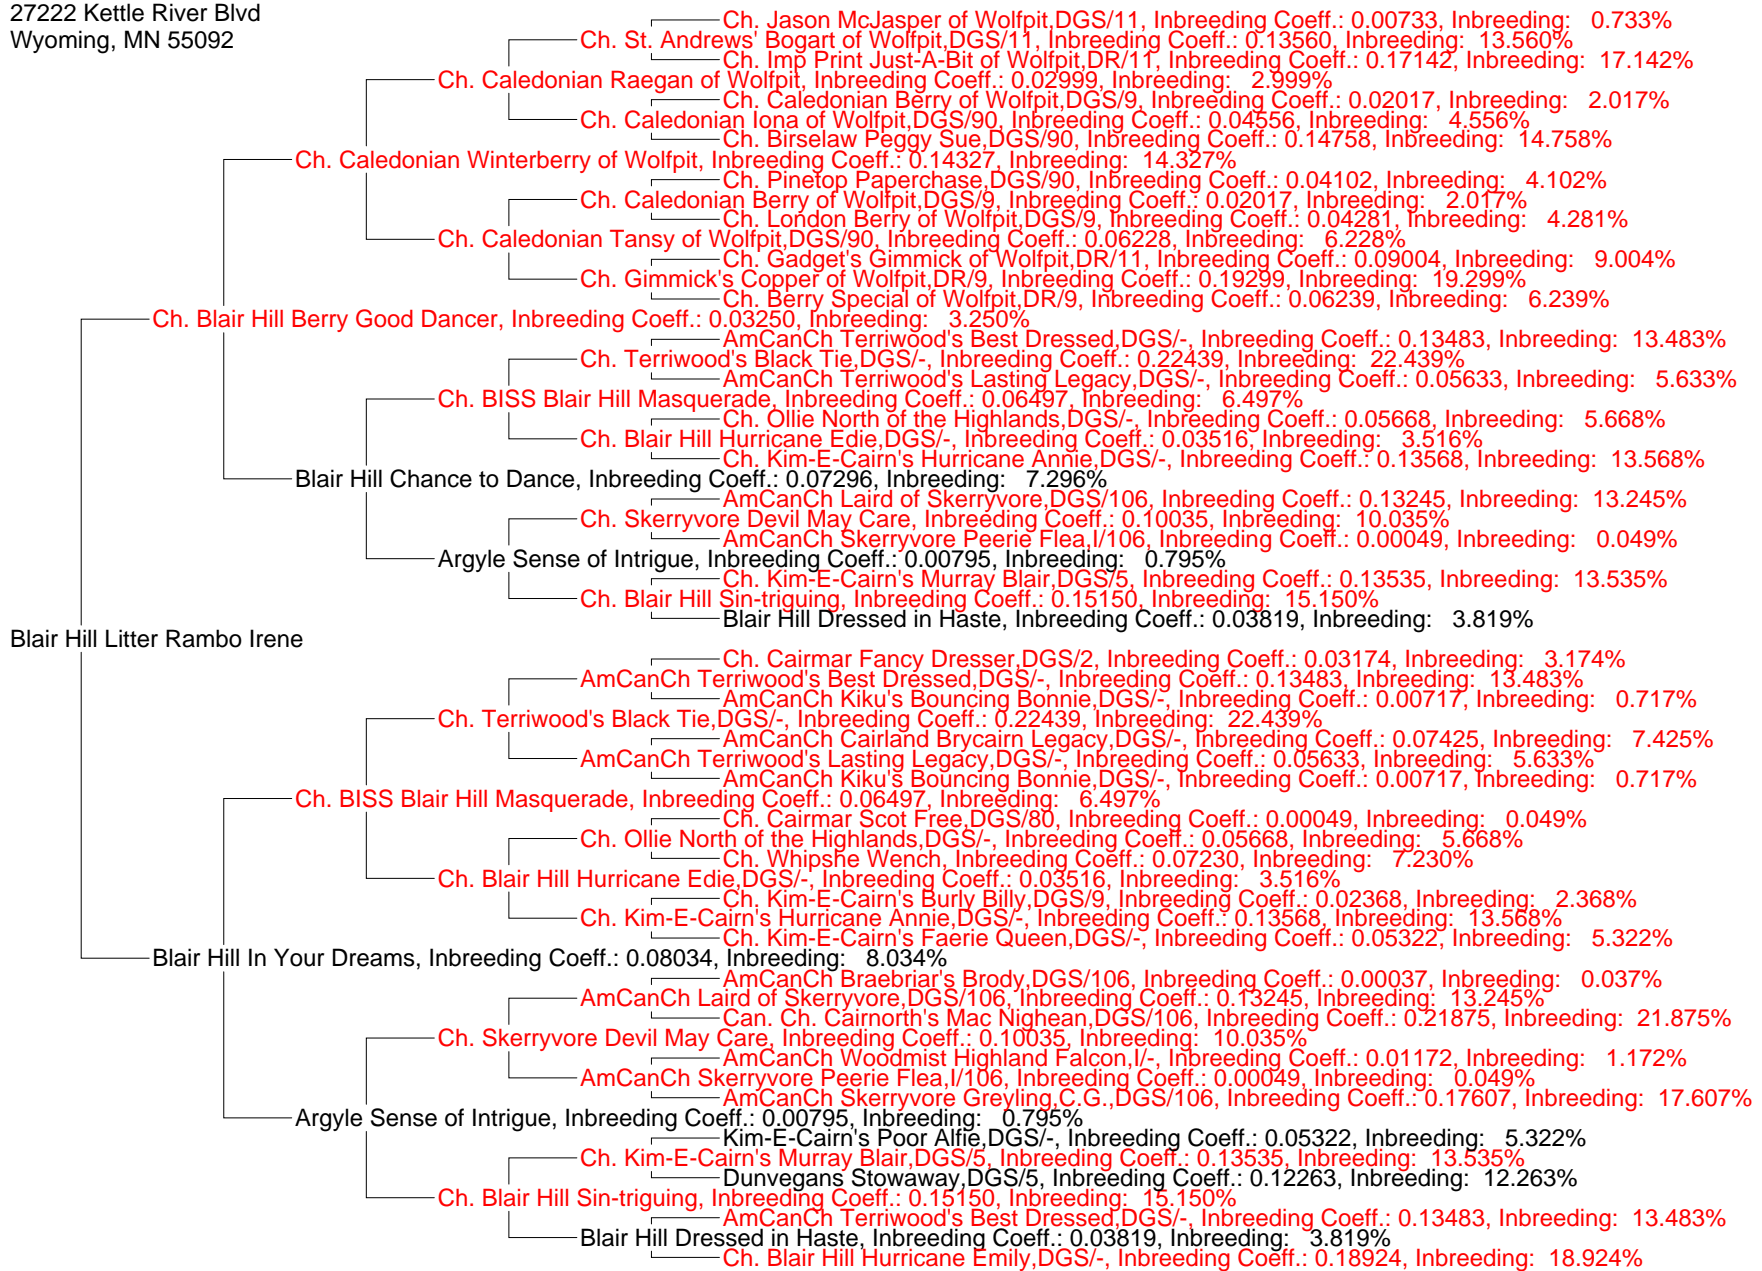 27222 Kettle River Blvd
Wyoming, MN 55092
Ch. Jason McJasper of Wolfpit,DGS/11, Inbreeding Coeff.: 0.00733, Inbreeding: 0.733%
Ch. St. Andrews' Bogart of Wolfpit,DGS/11, Inbreeding Coeff.: 0.13560, Inbreeding: 13.560%
Ch. Imp Print Just-A-Bit of Wolfpit,DR/11, Inbreeding Coeff.: 0.17142, Inbreeding: 17.142%
Ch. Caledonian Raegan of Wolfpit, Inbreeding Coeff.: 0.02999, Inbreeding: 2.999%
Ch. Caledonian Berry of Wolfpit,DGS/9, Inbreeding Coeff.: 0.02017, Inbreeding: 2.017%
Ch. Caledonian Iona of Wolfpit,DGS/90, Inbreeding Coeff.: 0.04556, Inbreeding: 4.556%
Ch. Birselaw Peggy Sue,DGS/90, Inbreeding Coeff.: 0.14758, Inbreeding: 14.758%
Ch. Caledonian Winterberry of Wolfpit, Inbreeding Coeff.: 0.14327, Inbreeding: 14.327%
Ch. Pinetop Paperchase,DGS/90, Inbreeding Coeff.: 0.04102, Inbreeding: 4.102%
Ch. Caledonian Berry of Wolfpit,DGS/9, Inbreeding Coeff.: 0.02017, Inbreeding: 2.017%
Ch. London Berry of Wolfpit,DGS/9, Inbreeding Coeff.: 0.04281, Inbreeding: 4.281%
Ch. Caledonian Tansy of Wolfpit,DGS/90, Inbreeding Coeff.: 0.06228, Inbreeding: 6.228%
Ch. Gadget's Gimmick of Wolfpit,DR/11, Inbreeding Coeff.: 0.09004, Inbreeding: 9.004%
Ch. Gimmick's Copper of Wolfpit,DR/9, Inbreeding Coeff.: 0.19299, Inbreeding: 19.299%
Ch. Berry Special of Wolfpit,DR/9, Inbreeding Coeff.: 0.06239, Inbreeding: 6.239%
Ch. Blair Hill Berry Good Dancer, Inbreeding Coeff.: 0.03250, Inbreeding: 3.250%
AmCanCh Terriwood's Best Dressed,DGS/-, Inbreeding Coeff.: 0.13483, Inbreeding: 13.483%
Ch. Terriwood's Black Tie,DGS/-, Inbreeding Coeff.: 0.22439, Inbreeding: 22.439%
AmCanCh Terriwood's Lasting Legacy,DGS/-, Inbreeding Coeff.: 0.05633, Inbreeding: 5.633%
Ch. BISS Blair Hill Masquerade, Inbreeding Coeff.: 0.06497, Inbreeding: 6.497%
Ch. Ollie North of the Highlands,DGS/-, Inbreeding Coeff.: 0.05668, Inbreeding: 5.668%
Ch. Blair Hill Hurricane Edie,DGS/-, Inbreeding Coeff.: 0.03516, Inbreeding: 3.516%
Ch. Kim-E-Cairn's Hurricane Annie,DGS/-, Inbreeding Coeff.: 0.13568, Inbreeding: 13.568%
Blair Hill Chance to Dance, Inbreeding Coeff.: 0.07296, Inbreeding: 7.296%
AmCanCh Laird of Skerryvore,DGS/106, Inbreeding Coeff.: 0.13245, Inbreeding: 13.245%
Ch. Skerryvore Devil May Care, Inbreeding Coeff.: 0.10035, Inbreeding: 10.035%
AmCanCh Skerryvore Peerie Flea,I/106, Inbreeding Coeff.: 0.00049, Inbreeding: 0.049%
Argyle Sense of Intrigue, Inbreeding Coeff.: 0.00795, Inbreeding: 0.795%
Ch. Kim-E-Cairn's Murray Blair,DGS/5, Inbreeding Coeff.: 0.13535, Inbreeding: 13.535%
Ch. Blair Hill Sin-triguing, Inbreeding Coeff.: 0.15150, Inbreeding: 15.150%
Blair Hill Dressed in Haste, Inbreeding Coeff.: 0.03819, Inbreeding: 3.819%
Blair Hill Litter Rambo Irene
Ch. Cairmar Fancy Dresser,DGS/2, Inbreeding Coeff.: 0.03174, Inbreeding: 3.174%
AmCanCh Terriwood's Best Dressed,DGS/-, Inbreeding Coeff.: 0.13483, Inbreeding: 13.483%
AmCanCh Kiku's Bouncing Bonnie,DGS/-, Inbreeding Coeff.: 0.00717, Inbreeding: 0.717%
Ch. Terriwood's Black Tie,DGS/-, Inbreeding Coeff.: 0.22439, Inbreeding: 22.439%
AmCanCh Cairland Brycairn Legacy,DGS/-, Inbreeding Coeff.: 0.07425, Inbreeding: 7.425%
AmCanCh Terriwood's Lasting Legacy,DGS/-, Inbreeding Coeff.: 0.05633, Inbreeding: 5.633%
AmCanCh Kiku's Bouncing Bonnie,DGS/-, Inbreeding Coeff.: 0.00717, Inbreeding: 0.717%
Ch. BISS Blair Hill Masquerade, Inbreeding Coeff.: 0.06497, Inbreeding: 6.497%
Ch. Cairmar Scot Free,DGS/80, Inbreeding Coeff.: 0.00049, Inbreeding: 0.049%
Ch. Ollie North of the Highlands,DGS/-, Inbreeding Coeff.: 0.05668, Inbreeding: 5.668%
Ch. Whipshe Wench, Inbreeding Coeff.: 0.07230, Inbreeding: 7.230%
Ch. Blair Hill Hurricane Edie,DGS/-, Inbreeding Coeff.: 0.03516, Inbreeding: 3.516%
Ch. Kim-E-Cairn's Burly Billy,DGS/9, Inbreeding Coeff.: 0.02368, Inbreeding: 2.368%
Ch. Kim-E-Cairn's Hurricane Annie,DGS/-, Inbreeding Coeff.: 0.13568, Inbreeding: 13.568%
Ch. Kim-E-Cairn's Faerie Queen,DGS/-, Inbreeding Coeff.: 0.05322, Inbreeding: 5.322%
Blair Hill In Your Dreams, Inbreeding Coeff.: 0.08034, Inbreeding: 8.034%
AmCanCh Braebriar's Brody,DGS/106, Inbreeding Coeff.: 0.00037, Inbreeding: 0.037%
AmCanCh Laird of Skerryvore,DGS/106, Inbreeding Coeff.: 0.13245, Inbreeding: 13.245%
Can. Ch. Cairnorth's Mac Nighean,DGS/106, Inbreeding Coeff.: 0.21875, Inbreeding: 21.875%
Ch. Skerryvore Devil May Care, Inbreeding Coeff.: 0.10035, Inbreeding: 10.035%
AmCanCh Woodmist Highland Falcon,I/-, Inbreeding Coeff.: 0.01172, Inbreeding: 1.172%
AmCanCh Skerryvore Peerie Flea,I/106, Inbreeding Coeff.: 0.00049, Inbreeding: 0.049%
AmCanCh Skerryvore Greyling,C.G.,DGS/106, Inbreeding Coeff.: 0.17607, Inbreeding: 17.607%
Argyle Sense of Intrigue, Inbreeding Coeff.: 0.00795, Inbreeding: 0.795%
Kim-E-Cairn's Poor Alfie,DGS/-, Inbreeding Coeff.: 0.05322, Inbreeding: 5.322%
Ch. Kim-E-Cairn's Murray Blair,DGS/5, Inbreeding Coeff.: 0.13535, Inbreeding: 13.535%
Dunvegans Stowaway,DGS/5, Inbreeding Coeff.: 0.12263, Inbreeding: 12.263%
Ch. Blair Hill Sin-triguing, Inbreeding Coeff.: 0.15150, Inbreeding: 15.150%
AmCanCh Terriwood's Best Dressed,DGS/-, Inbreeding Coeff.: 0.13483, Inbreeding: 13.483%
Blair Hill Dressed in Haste, Inbreeding Coeff.: 0.03819, Inbreeding: 3.819%
Ch. Blair Hill Hurricane Emily,DGS/-, Inbreeding Coeff.: 0.18924, Inbreeding: 18.924%